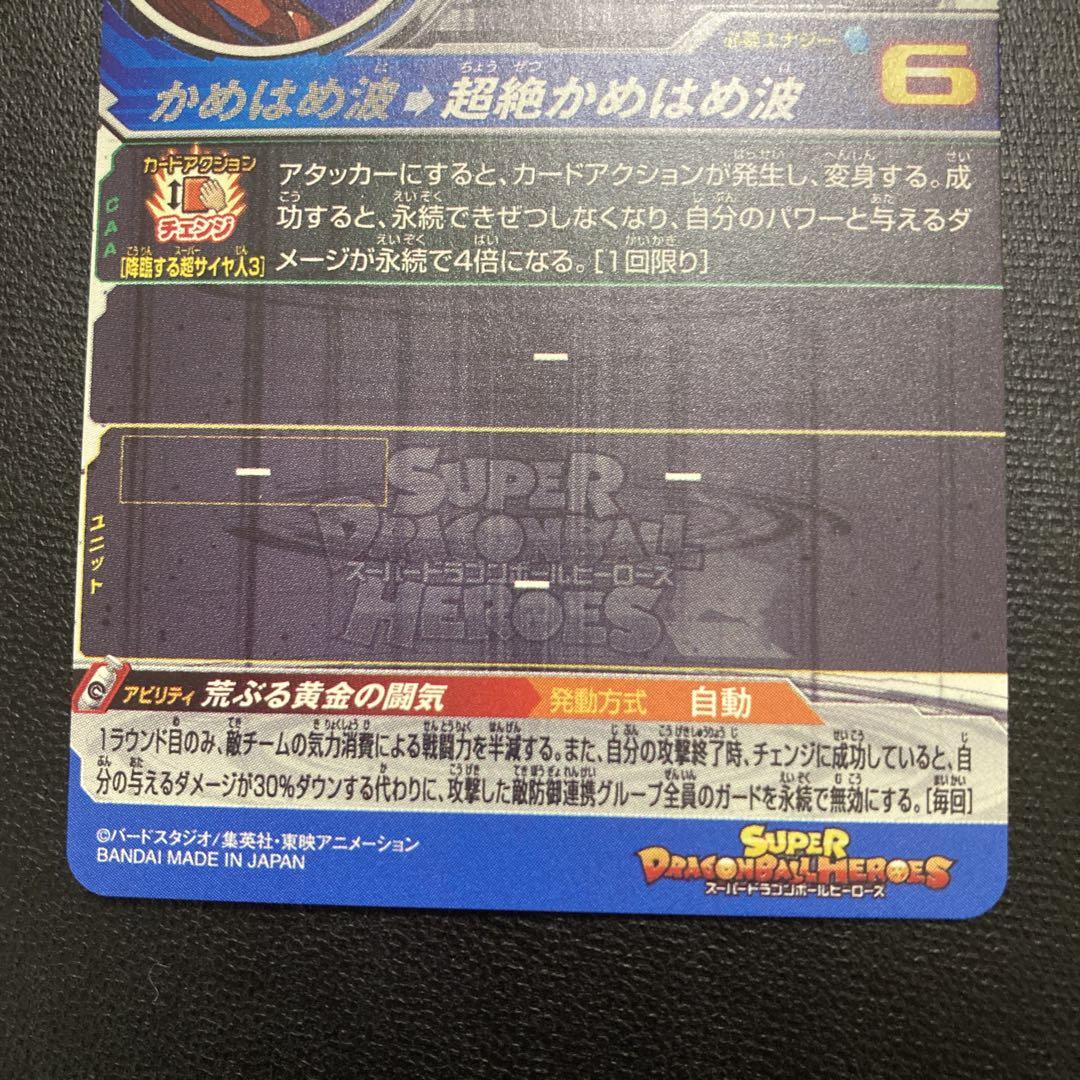 必要エナジー 6
かめはめ波➡超絶かめはめ波
カードアクション
チェンジ
CAA
[降臨する超サイヤ人3]
アタッカーにすると、カードアクションが発生し、変身する。成
功すると、永続できぜつしなくなり、自分のパワーと与えるダ
メージが永続で4倍になる。[1回限り]
ー
ユニット
ー
ー
ー
SUPER
DRAGONBALL
スーパードラゴンボールヒーローズ
HEROES
アビリティ 荒ぶる黄金の闘気 発動方式 自動
1ラウンド目のみ、敵チームの気力消費による戦闘力を半減する。また、自分の攻撃終了時、チェンジに成功していると、自
分の与えるダメージが30%ダウンする代わりに、攻撃した敵防御連携グループ全員のガードを永続で無効にする。[毎回]
©バードスタジオ/集英社・東映アニメーション
BANDAI MADE IN JAPAN
SUPER
DRAGONBALL HEROES
スーパードラゴンボールヒーローズ